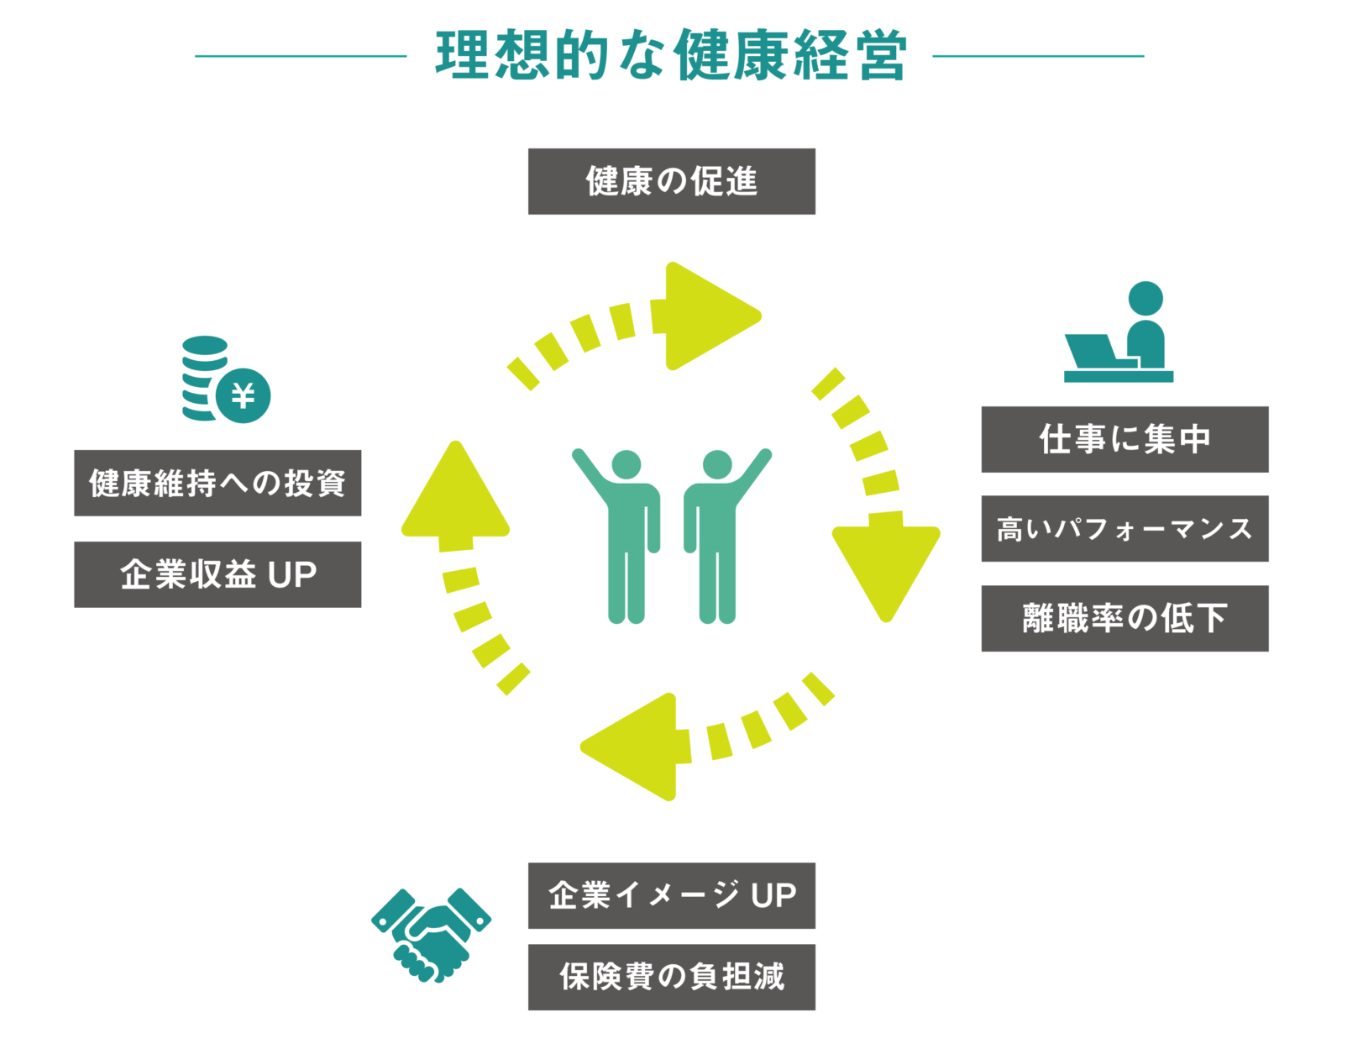 理想的な健康経営
健康の促進
仕事に集中
高いパフォーマンス
離職率の低下
企業イメージ UP
保険費の負担減
¥
健康維持への投資
企業収益 UP